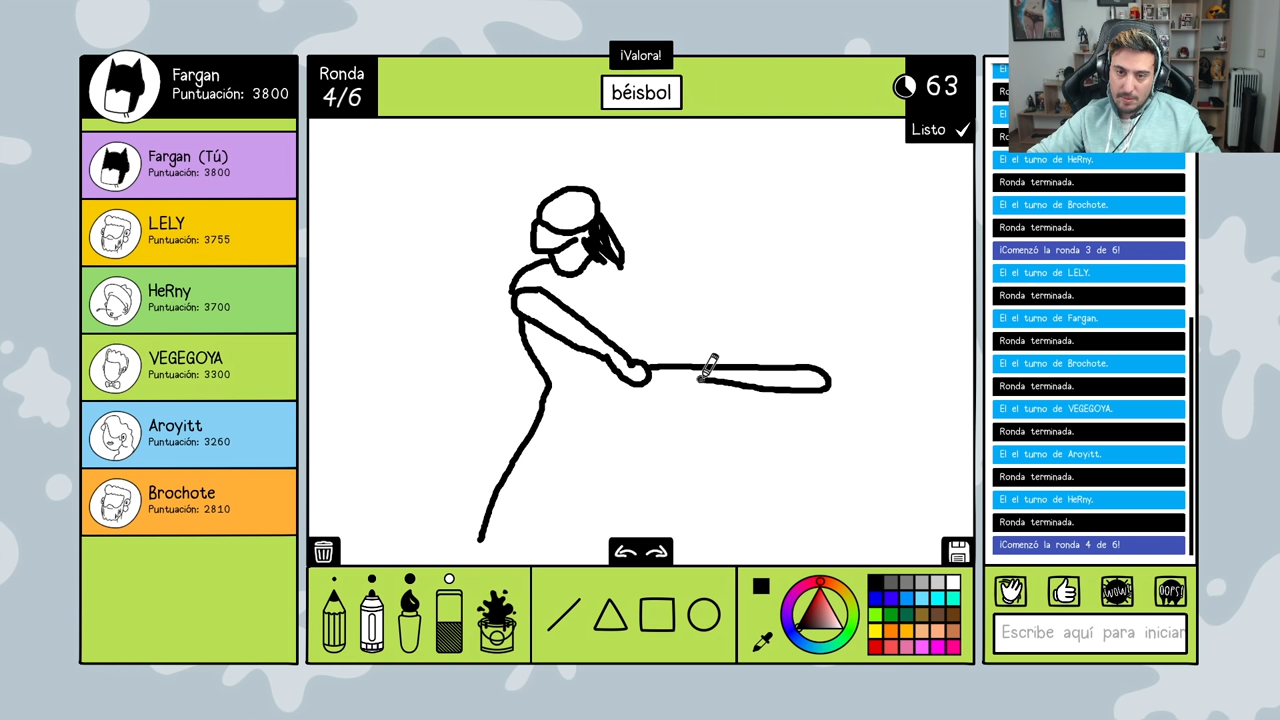 ¡Valora!
béisbol
Fargan
Puntuación: 3800
Ronda
4/6
63
Listo
Fargan (Tú)
Puntuación: 3800
LELY
Puntuación: 3755
HeRny
Puntuación: 3700
VEGEGOYA
Puntuación: 3300
Aroyitt
Puntuación: 3260
Brochote
Puntuación: 2810
El el turno de HeRny.
Ronda terminada.
El el turno de Brochote.
Ronda terminada.
¡Comenzó la ronda 3 de 6!
El el turno de LELY.
Ronda terminada.
El el turno de Fargan.
Ronda terminada.
El el turno de Brochote.
Ronda terminada.
El el turno de VEGEGOYA.
Ronda terminada.
El el turno de Aroyitt.
Ronda terminada.
El el turno de HeRny.
Ronda terminada.
¡Comenzó la ronda 4 de 6!
WOW!
OOPS!
Escribe aquí para iniciar